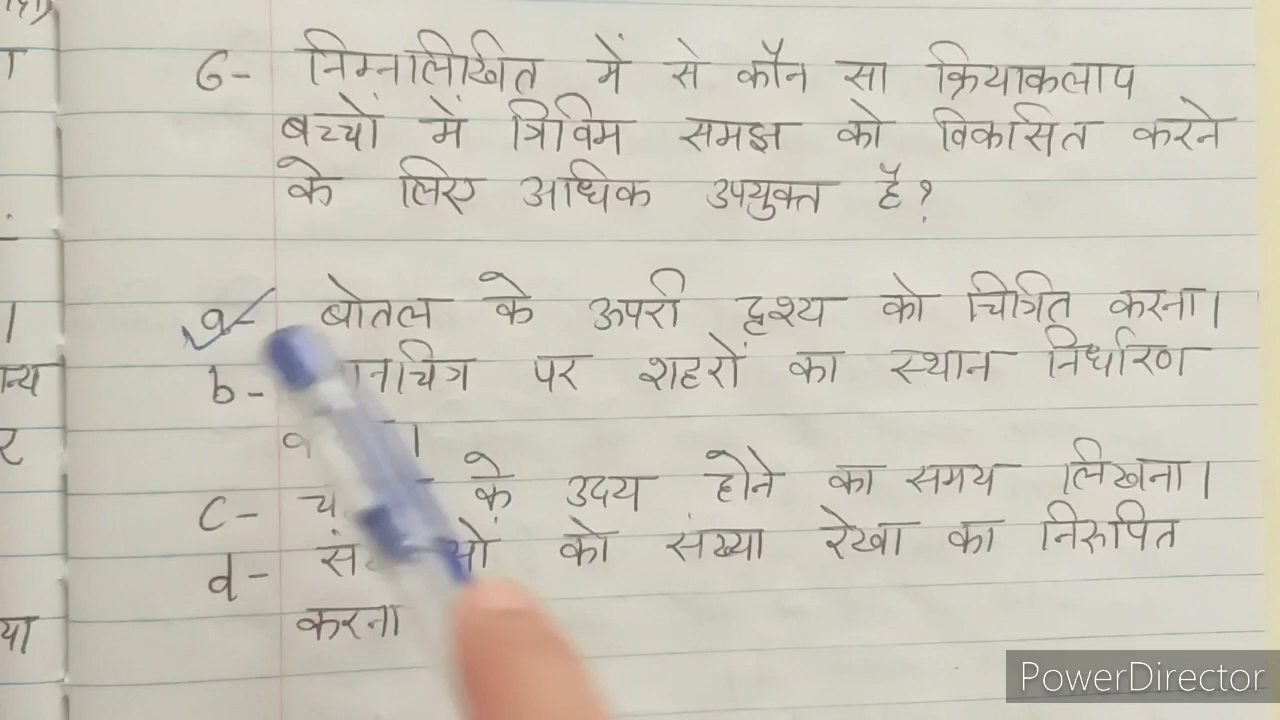 6- निम्नलिखित में से कौन सा क्रियाकलाप
बच्चों में त्रिविम समझ को विकसित करने
के लिए अधिक उपयुक्त है?
a- बोतल के ऊपरी दृश्य को चित्रित करना।
b- पर शहरों का स्थान निर्धारण
c- के उदय होने का समय लिखना।
d- को संख्या रेखा का निरुपित
करना
PowerDirector